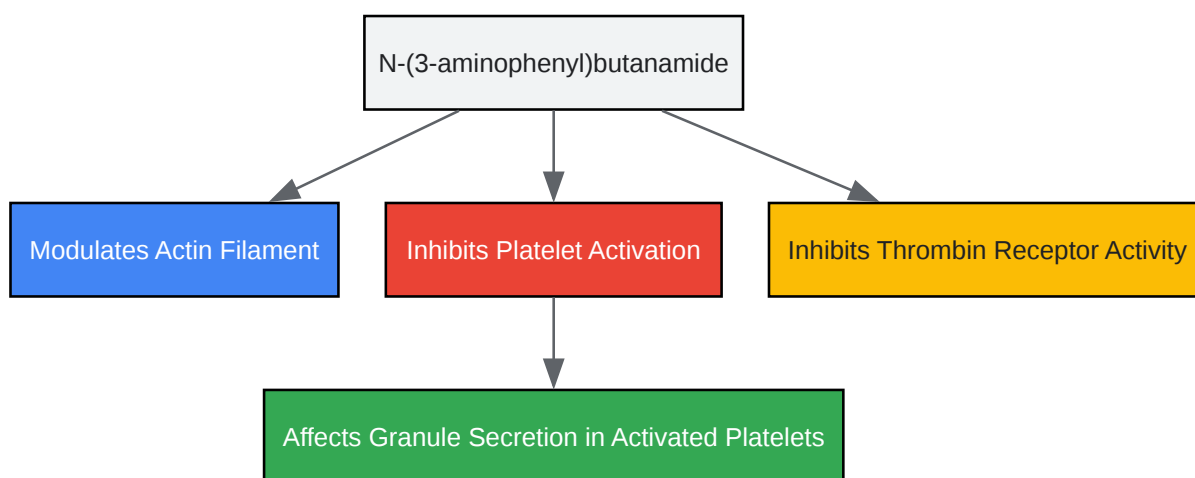 N-(3-aminophenyl)butanamide
Modulates Actin Filament
Inhibits Platelet Activation
Inhibits Thrombin Receptor Activity
Affects Granule Secretion in Activated Platelets